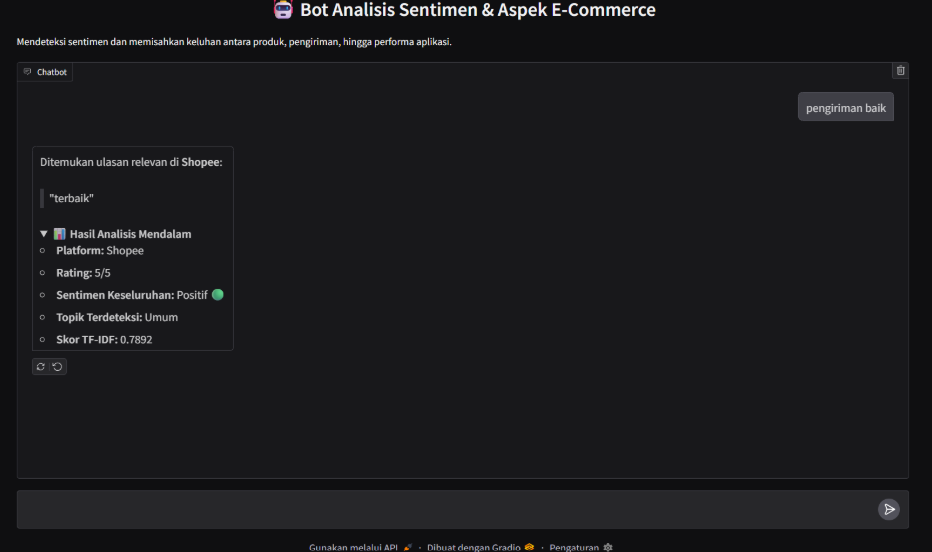 Bot Analisis Sentimen & Aspek E-Commerce
Mendeteksi sentimen dan memisahkan keluhan antara produk, pengiriman, hingga performa aplikasi.
Chatbot
pengiriman baik
Ditemukan ulasan relevan di Shopee:
"terbaik"
Hasil Analisis Mendalam
Platform: Shopee
Rating: 5/5
Sentimen Keseluruhan: Positif
Topik Terdeteksi: Umum
Skor TF-IDF: 0.7892
Gunakan melalui API · Dibuat dengan Gradio · Pengaturan